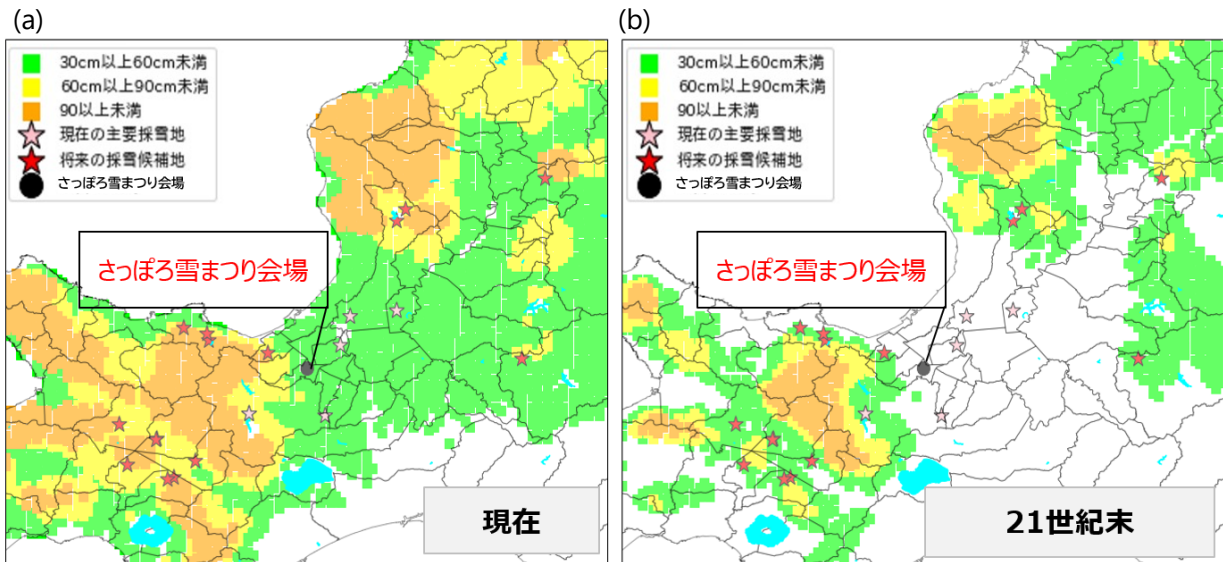 (a)
30cm以上60cm未満
60cm以上90cm未満
90以上未満
現在の主要採雪地
将来の採雪候補地
さっぽろ雪まつり会場
さっぽろ雪まつり会場
現在
(b)
30cm以上60cm未満
60cm以上90cm未満
90以上未満
現在の主要採雪地
将来の採雪候補地
さっぽろ雪まつり会場
さっぽろ雪まつり会場
21世紀末